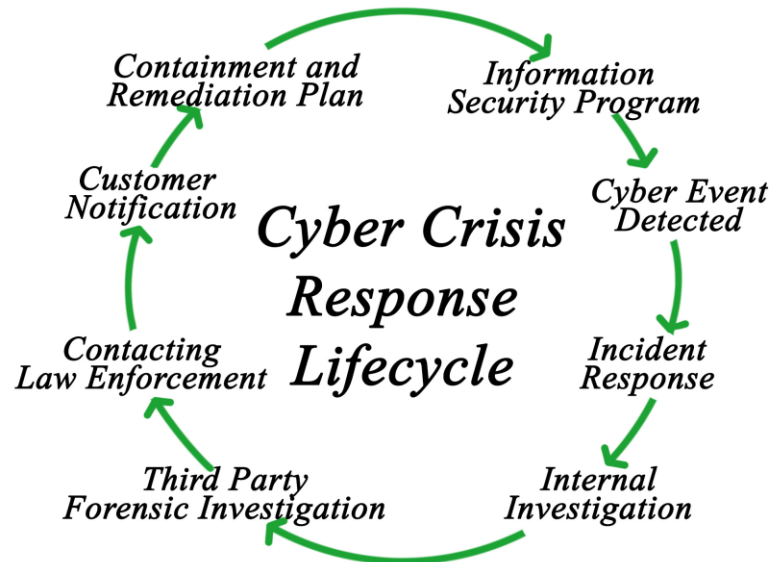 Containment and
Remediation Plan
Information
Security Program
Customer
Notification
Cyber Event
Detected
Cyber Crisis
Response
Lifecycle
Contacting
Law Enforcement
Incident
Response
Third Party
Forensic Investigation
Internal
Investigation